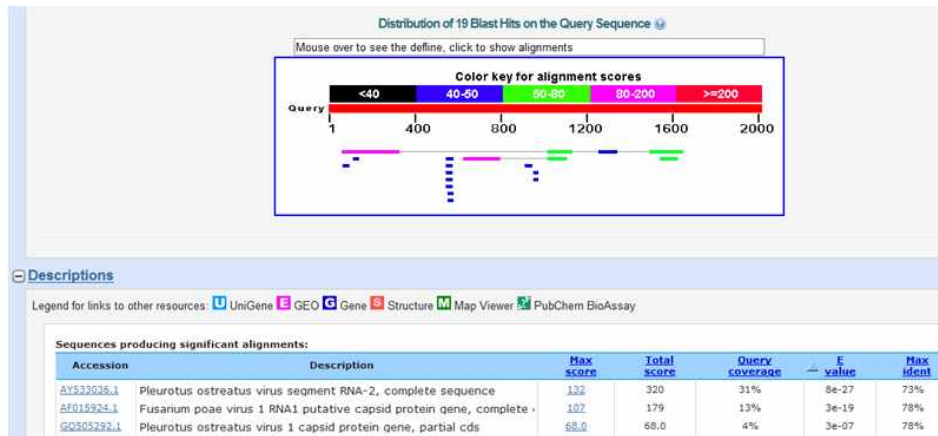 Distribution of 19 Blast Hits on the Query Sequence
Mouse over to see the defline, click to show alignments
Color key for alignment scores
<40 40-50 50-80 80-200 >=200
Query
1 400 800 1200 1600 2000
Descriptions
Legend for links to other resources: U UniGene E GEO G Gene S Structure M Map Viewer PubChem BioAssay
Sequences producing significant alignments:
Accession Description Max score Total score Query coverage E value Max ident
AY533036.1 Pleurotus ostreatus virus segment RNA-2, complete sequence 132 320 31% 8e-27 73%
AF015924.1 Fusarium poae virus 1 RNA1 putative capsid protein gene, complete 107 179 13% 3e-19 78%
GQ505292.1 Pleurotus ostreatus virus 1 capsid protein gene, partial cds 68.0 68.0 4% 3e-07 78%